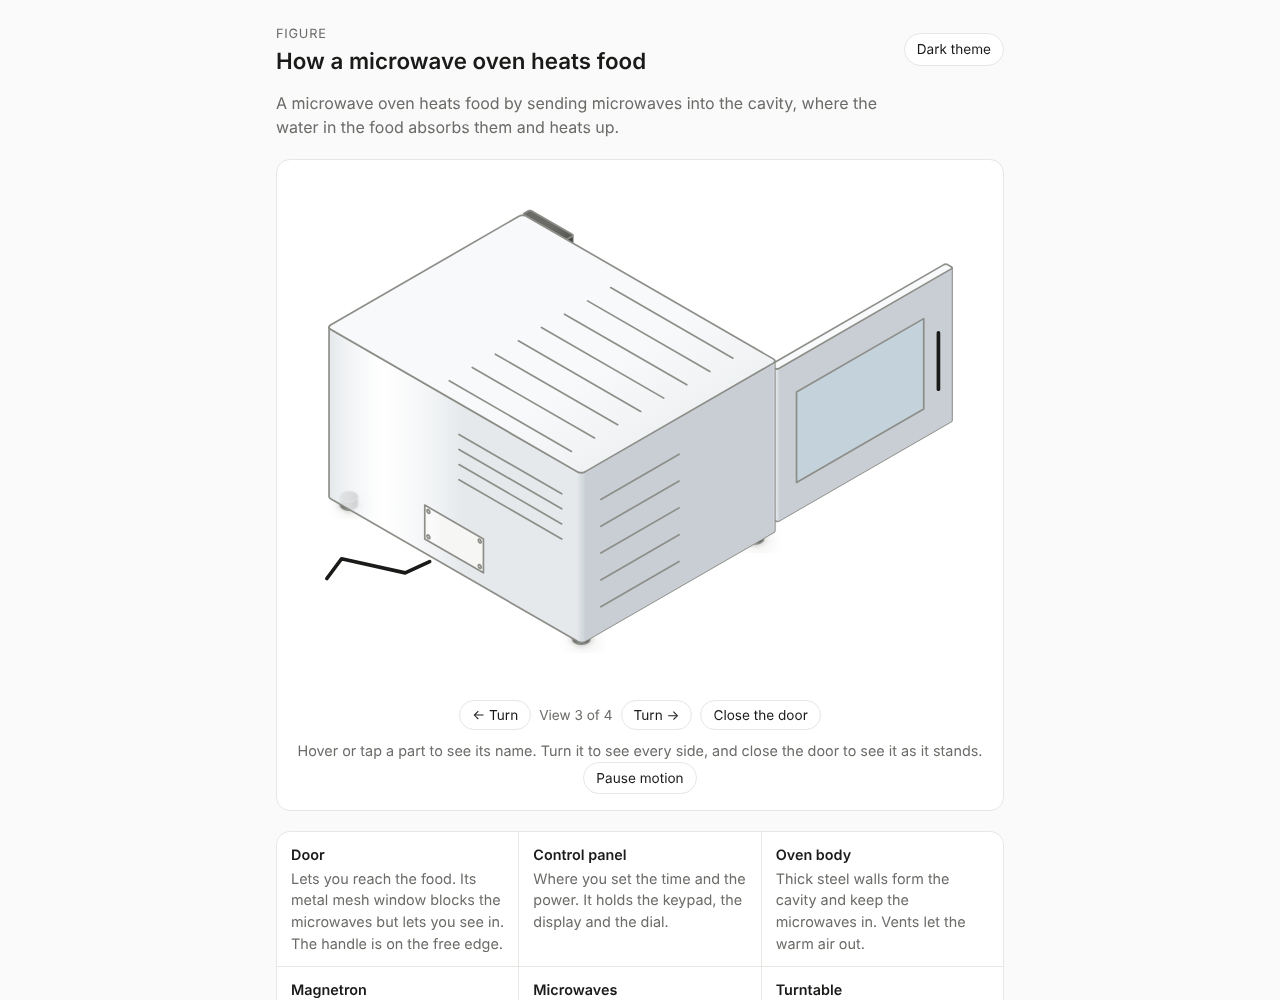 FIGURE
How a microwave oven heats food
Dark theme
A microwave oven heats food by sending microwaves into the cavity, where the
water in the food absorbs them and heats up.
← Turn
View 3 of 4
Turn →
Close the door
Hover or tap a part to see its name. Turn it to see every side, and close the door to see it as it stands.
Pause motion
Door
Lets you reach the food. Its
metal mesh window blocks the
microwaves but lets you see in.
The handle is on the free edge.
Control panel
Where you set the time and the
power. It holds the keypad, the
display and the dial.
Oven body
Thick steel walls form the
cavity and keep the
microwaves in. Vents let the
warm air out.
Magnetron
Microwaves
Turntable